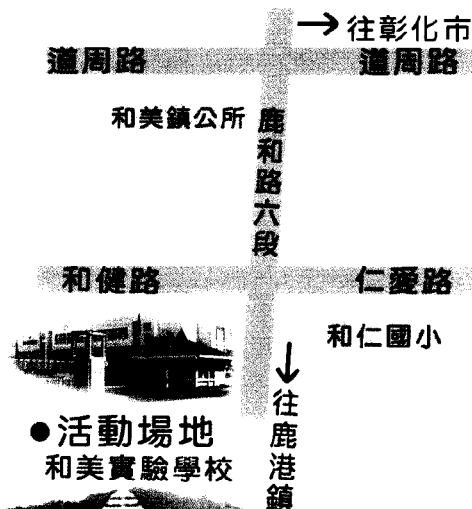 →往彰化市
道周路 道周路
和美鎮公所
鹿和路六段
和健路 仁愛路
和仁國小
往鹿港鎮
●活動場地
和美實驗學校